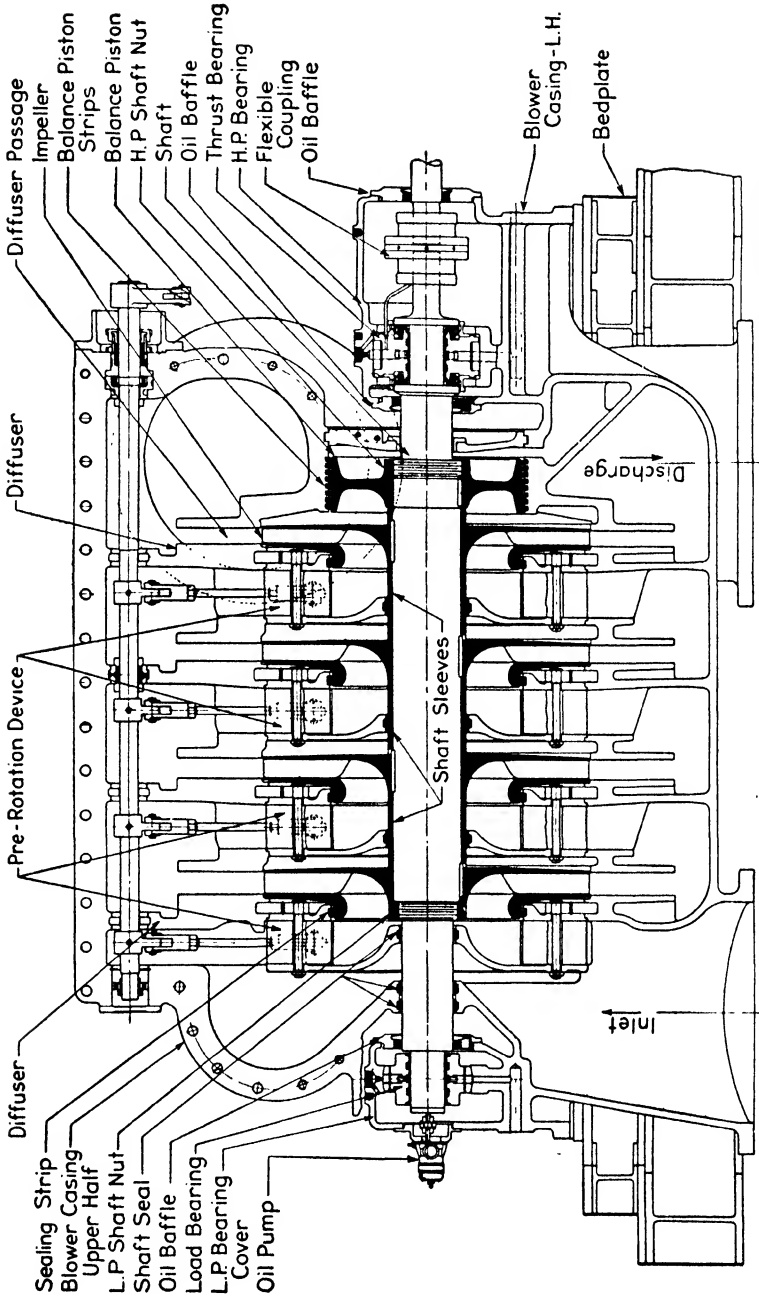 Diffuser Passage
Impeller
Balance Piston
Strips
Balance Piston
H.P Shaft Nut
Shaft
Oil Baffle
Thrust Bearing
H.P. Bearing
Flexible
Coupling
Oil Baffle
Blower
Casing-L.H.
Bedplate
Diffuser
Pre-Rotation Device
Shaft Sleeves
Discharge
Inlet
Diffuser
Sealing Strip
Blower Casing
Upper Half
L.P Shaft Nut
Shaft Seal
Oil Baffle
Load Bearing
L.P. Bearing
Cover
Oil Pump